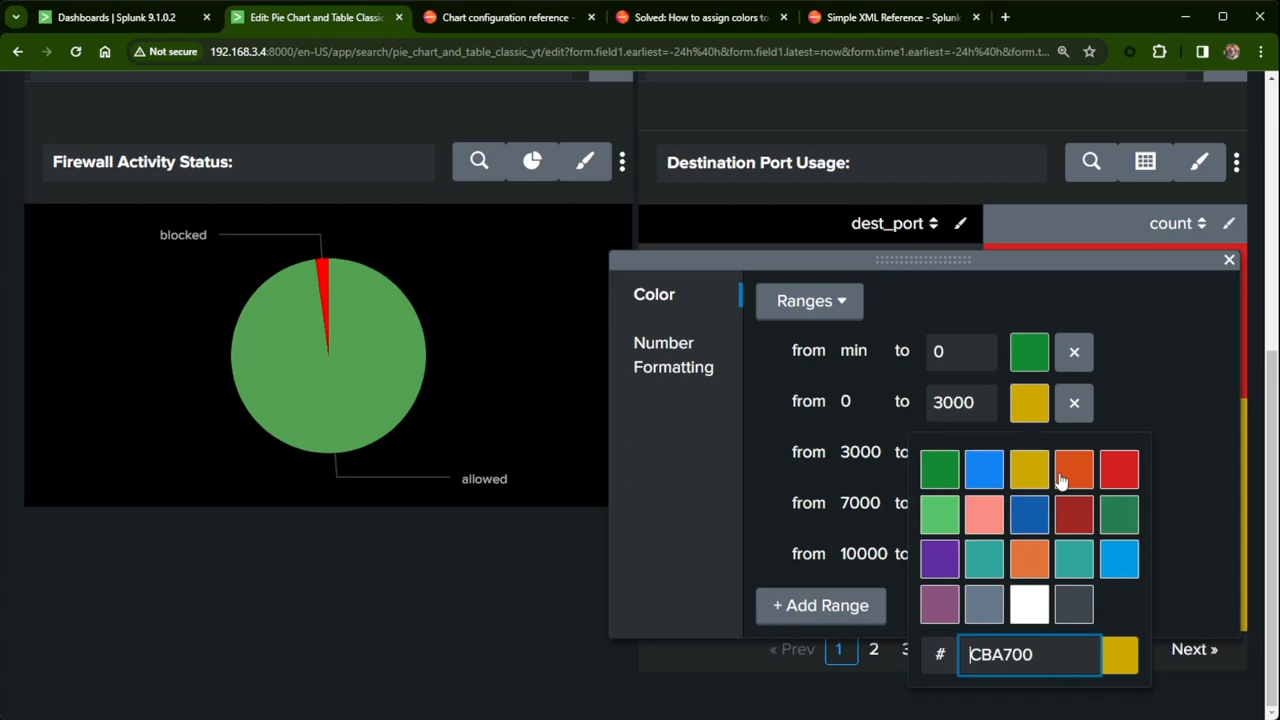 Dashboards | Splunk 9.1.0.2
Edit: Pie Chart and Table Classic
Chart configuration reference -
Solved: How to assign colors to
Simple XML Reference - Splunk
Not secure
192.168.3.4:8000/en-US/app/search/pie_chart_and_table_classic_yt/edit?form.field1.earliest=-24h%40h&form.field1.latest=now&form.time1.earliest=-24h%40h&form.t...
Firewall Activity Status:
Destination Port Usage:
blocked
allowed
dest_port
count
Color
Number
Formatting
Ranges
from min to 0
from 0 to 3000
from 3000 to
from 7000 to
from 10000 to
+ Add Range
# CBA700
« Prev 1 2 3 Next »